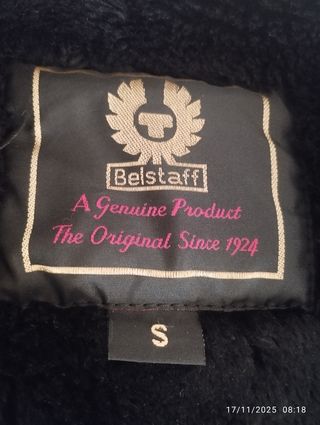 Belstaff
A Genuine Product
The Original Since 1924
S
17/11/2025 08:18